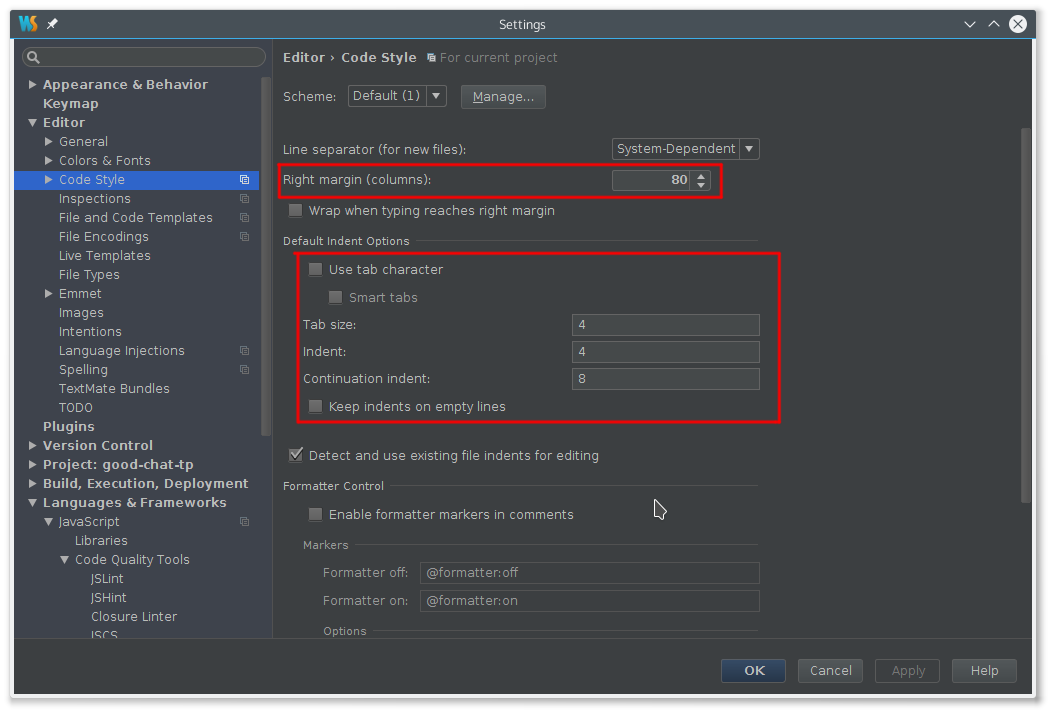 WS
Settings
Appearance & Behavior
Keymap
Editor
General
Colors & Fonts
Code Style
Inspections
File and Code Templates
File Encodings
Live Templates
File Types
Emmet
Images
Intentions
Language Injections
Spelling
TextMate Bundles
TODO
Plugins
Version Control
Project: good-chat-tp
Build, Execution, Deployment
Languages & Frameworks
JavaScript
Libraries
Code Quality Tools
JSLint
JSHint
Closure Linter
JSCS
Editor › Code Style For current project
Scheme: Default (1) Manage...
Line separator (for new files): System-Dependent
Right margin (columns): 80
Wrap when typing reaches right margin
Default Indent Options
Use tab character
Smart tabs
Tab size: 4
Indent: 4
Continuation indent: 8
Keep indents on empty lines
Detect and use existing file indents for editing
Formatter Control
Enable formatter markers in comments
Markers
Formatter off: @formatter:off
Formatter on: @formatter:on
Options
OK Cancel Apply Help